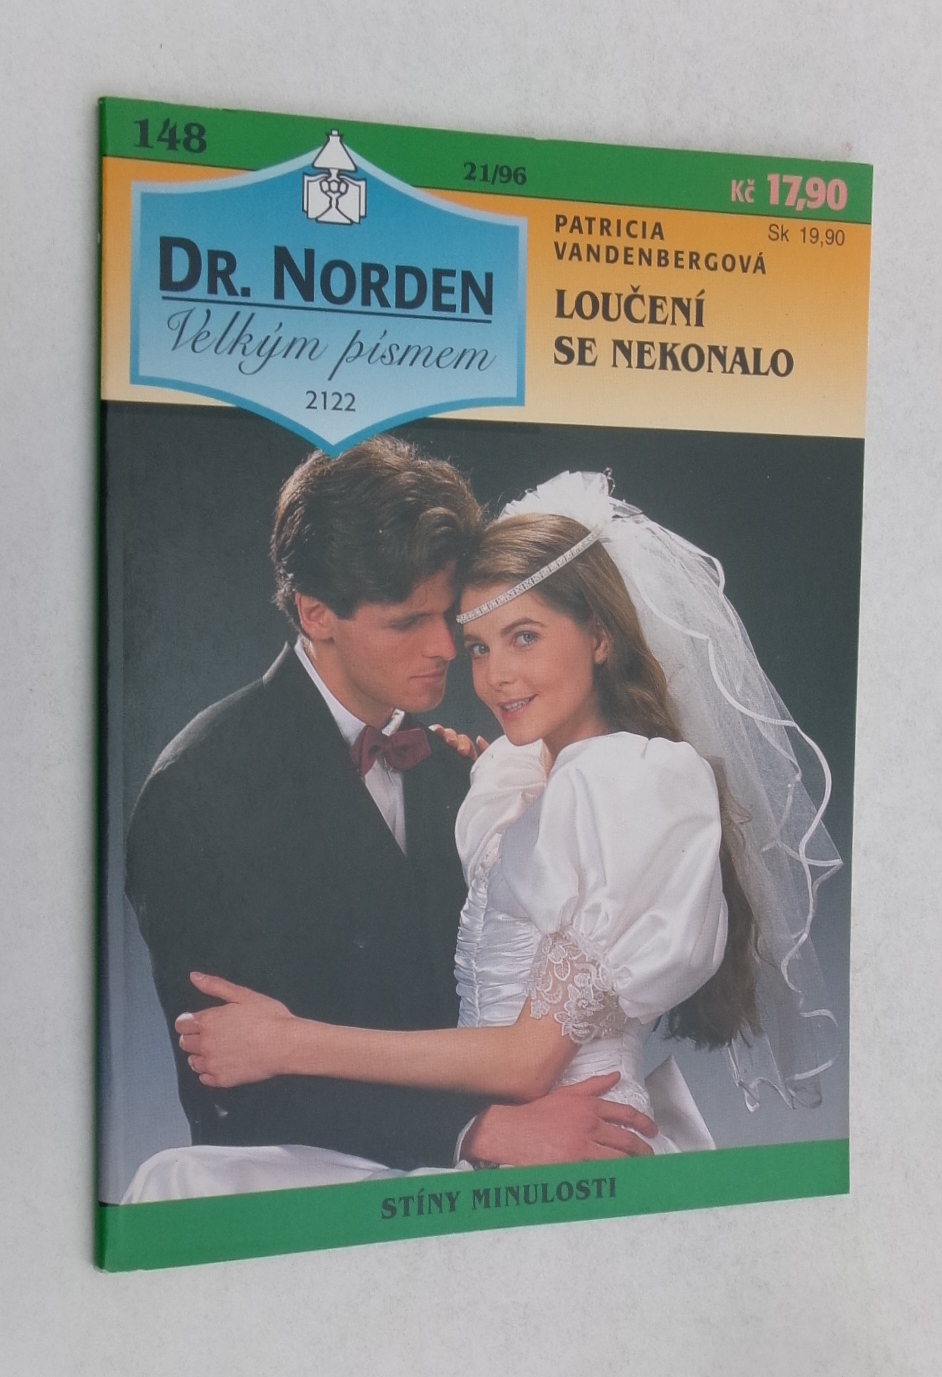 148
21/96
Kč 17,90
Sk 19,90
DR. NORDEN
Velkým písmem
2122
PATRICIA
VANDENBERGOVÁ
LOUČENÍ
SE NEKONALO
STÍNY MINULOSTI